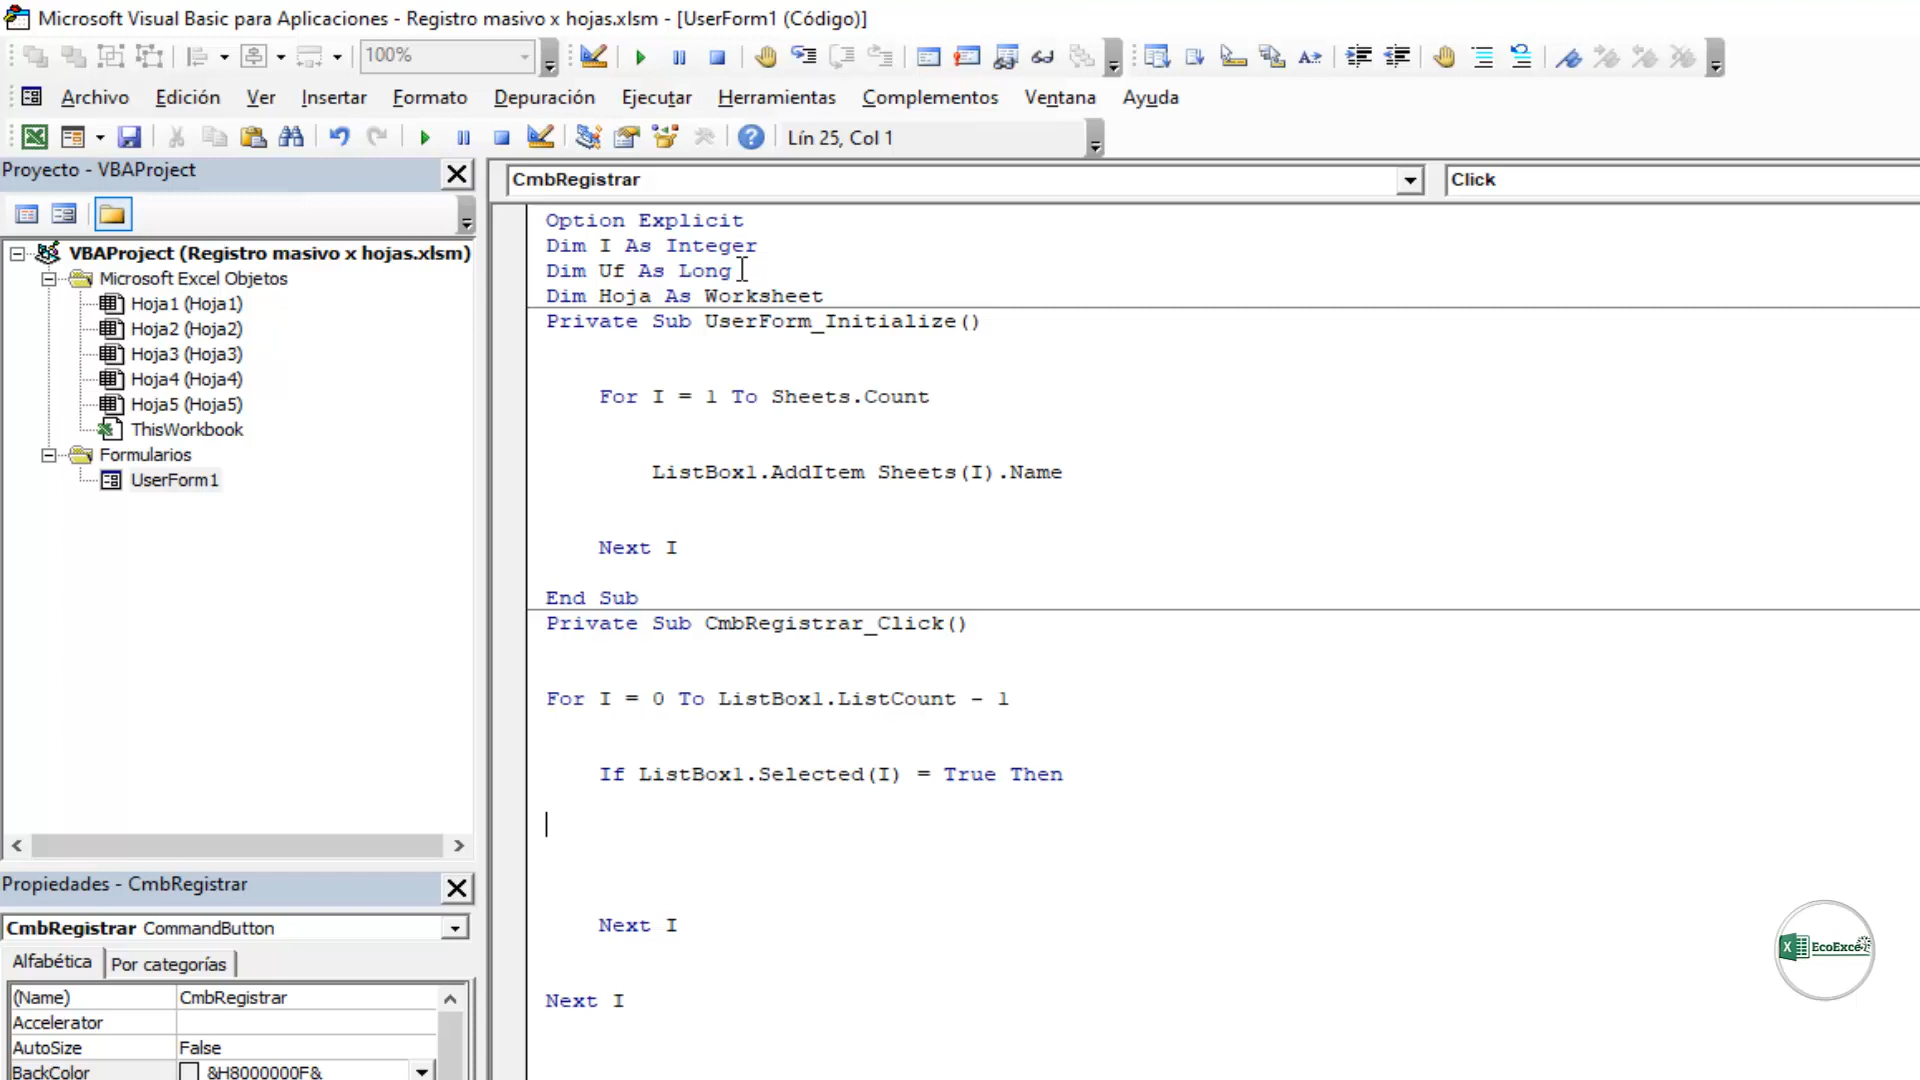 Microsoft Visual Basic para Aplicaciones - Registro masivo x hojas.xlsm - [UserForm1 (Código)]
100%
Archivo Edición Ver Insertar Formato Depuración Ejecutar Herramientas Complementos Ventana Ayuda
Lín 25, Col 1
Proyecto - VBAProject
VBAProject (Registro masivo x hojas.xlsm)
Microsoft Excel Objetos
Hoja1 (Hoja1)
Hoja2 (Hoja2)
Hoja3 (Hoja3)
Hoja4 (Hoja4)
Hoja5 (Hoja5)
ThisWorkbook
Formularios
UserForm1
Propiedades - CmbRegistrar
CmbRegistrar CommandButton
Alfabética Por categorías
(Name) CmbRegistrar
Accelerator
AutoSize False
BackColor &H8000000F&
CmbRegistrar Click
Option Explicit
Dim I As Integer
Dim Uf As Long
Dim Hoja As Worksheet
Private Sub UserForm_Initialize()
For I = 1 To Sheets.Count
ListBox1.AddItem Sheets(I).Name
Next I
End Sub
Private Sub CmbRegistrar_Click()
For I = 0 To ListBox1.ListCount - 1
If ListBox1.Selected(I) = True Then
Next I
Next I
EcoExcel